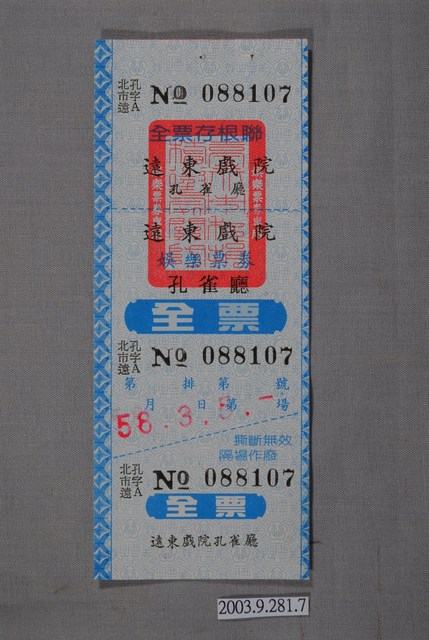 北市遠 孔字A № 088107
全票存根聯
遠東戲院
孔雀廳
遠東戲院
娛樂票券
孔雀廳
全票
北市遠 孔字A № 088107
第 排 第 號
月 日 第 場
58.3.5.-
撕斷無效
隔場作廢
北市遠 孔字A № 088107
全票
遠東戲院孔雀廳
2003.9.281.7